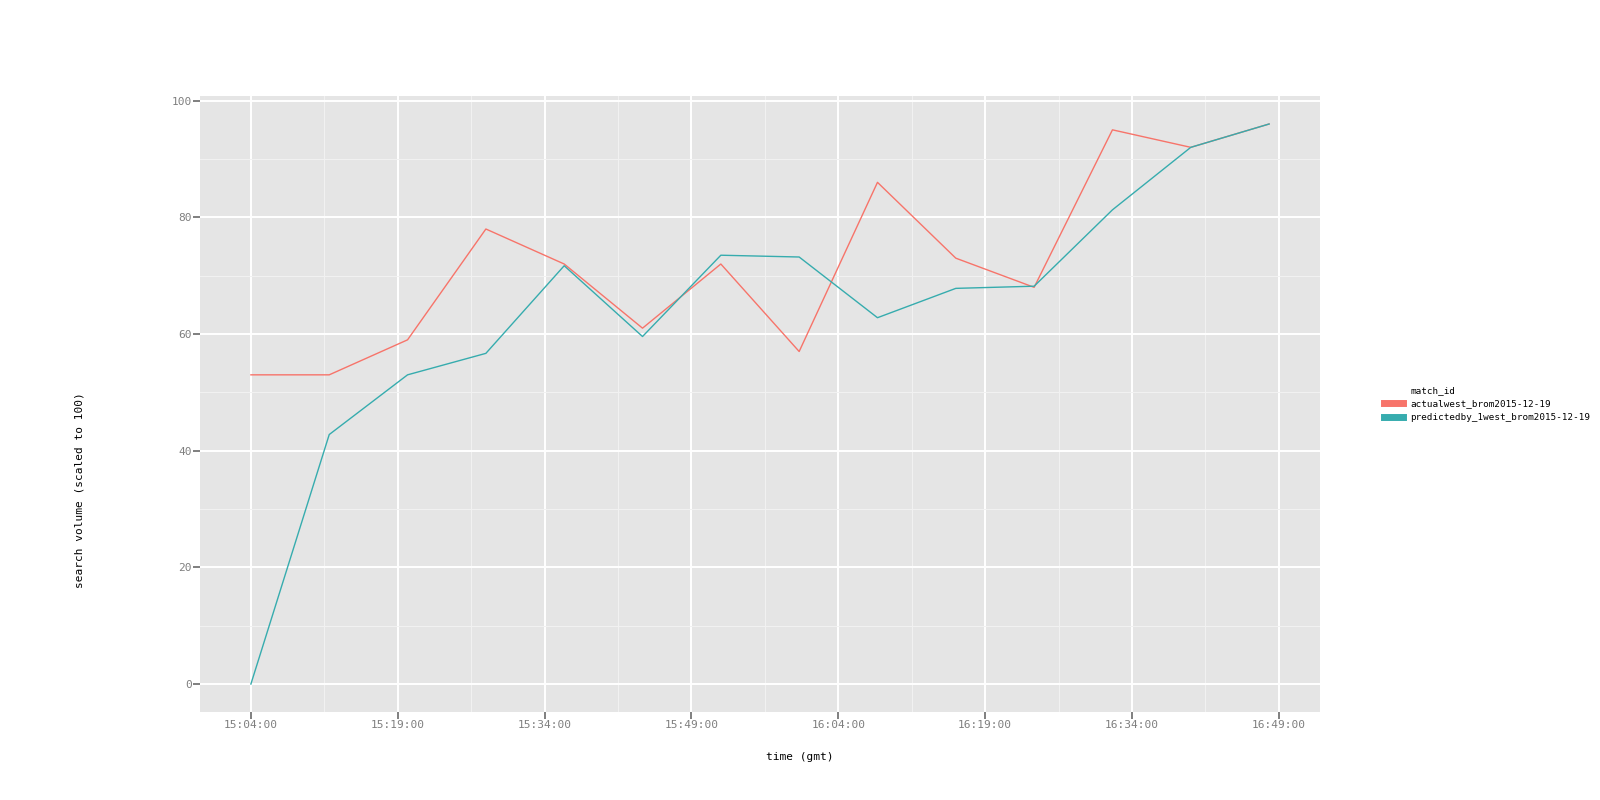 100
80
60
40
20
0
search volume (scaled to 100)
15:04:00 15:19:00 15:34:00 15:49:00 16:04:00 16:19:00 16:34:00 16:49:00
time (gmt)
match_id
actualwest_brom2015-12-19
predictedby_1west_brom2015-12-19